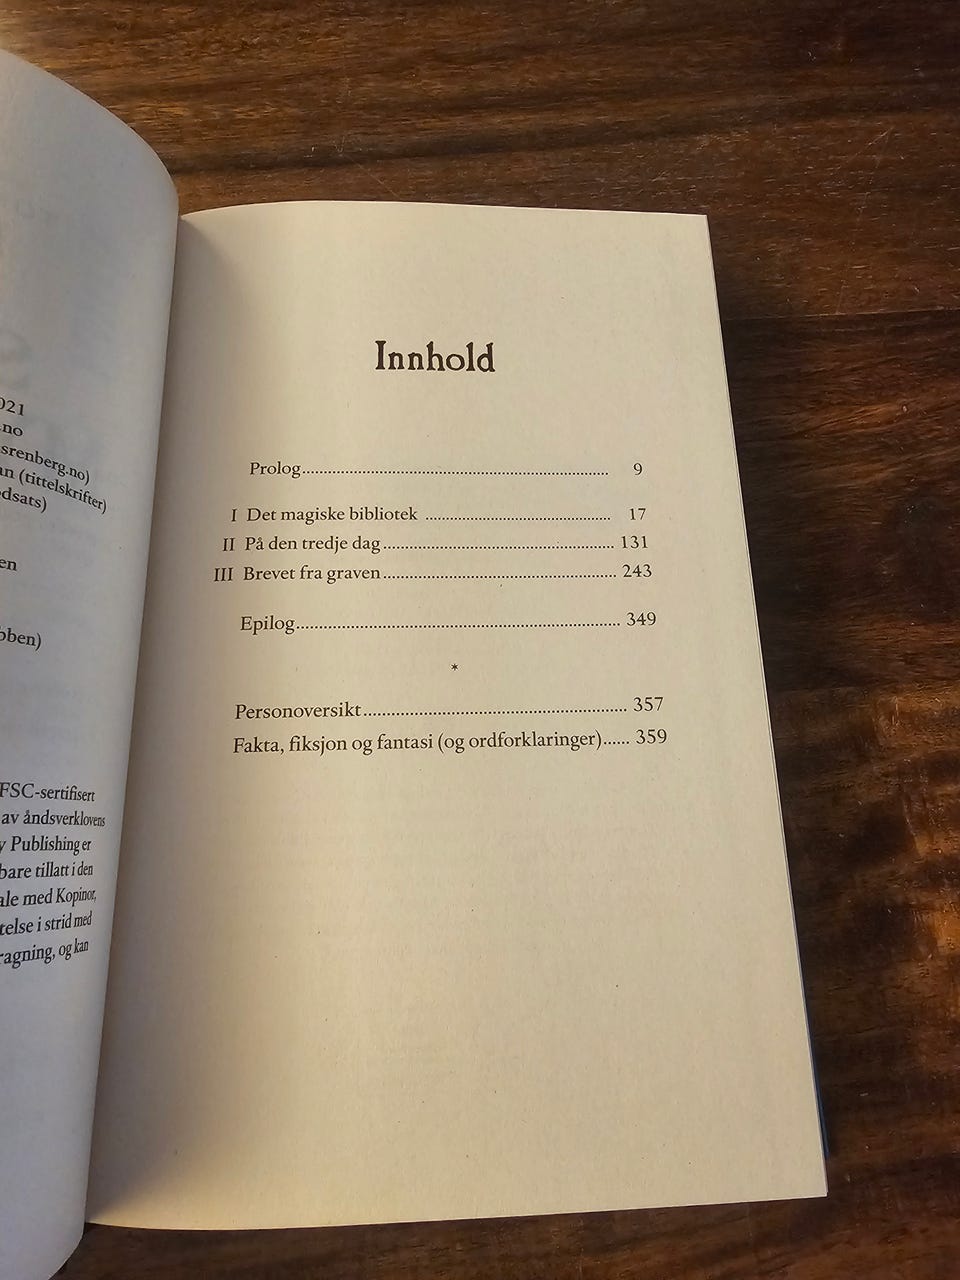 021
.no
srenberg.no)
an (tittelskrifter)
dsats)
en
bben)
FSC-sertifisert
av åndsverklovens
y Publishing er
bare tillatt i den
ale med Kopinor,
telse i strid med
ragning, og kan
Innhold
Prolog 9
I Det magiske bibliotek 17
II På den tredje dag 131
III Brevet fra graven 243
Epilog 349
*
Personoversikt 357
Fakta, fiksjon og fantasi (og ordforklaringer) 359